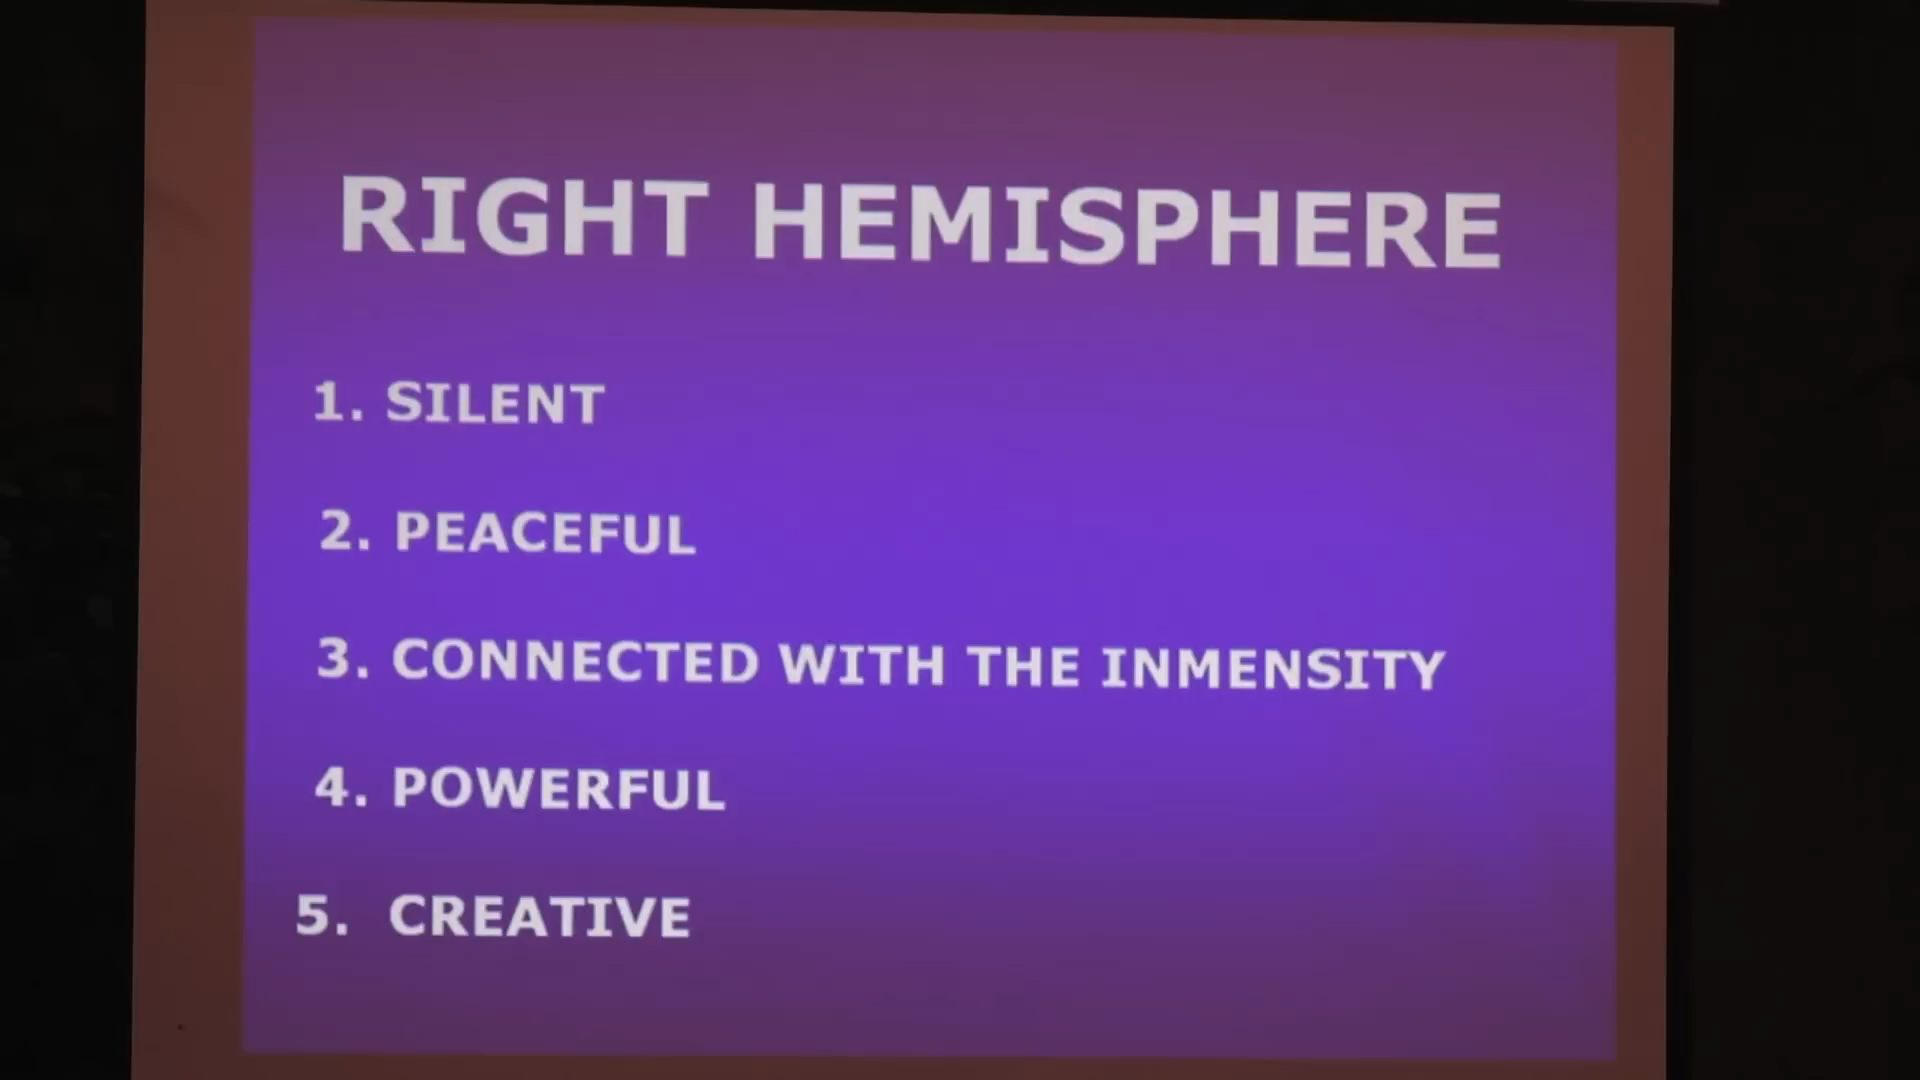 RIGHT HEMISPHERE
1. SILENT
2. PEACEFUL
3. CONNECTED WITH THE INMENSITY
4. POWERFUL
5. CREATIVE